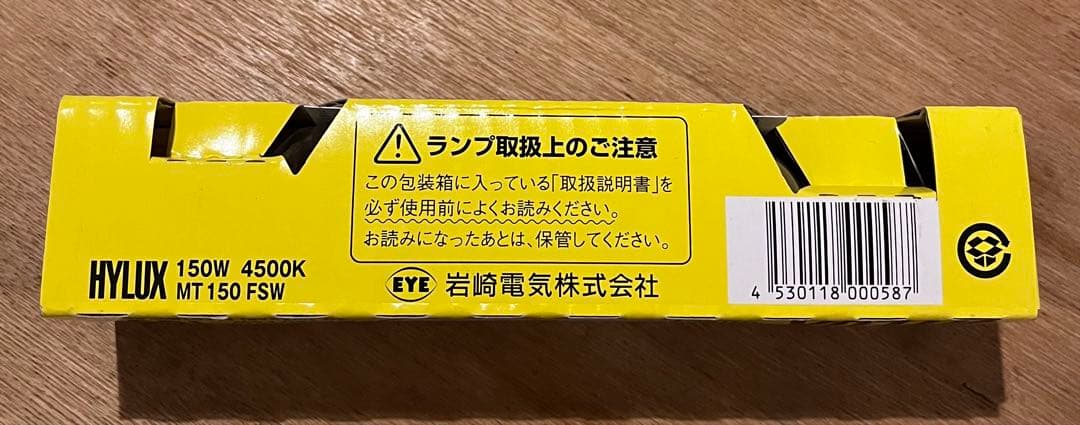 ランプ取扱上のご注意
この包装箱に入っている「取扱説明書」を
必ず使用前によくお読みください。
お読みになったあとは、保管してください。
HYLUX 150W 4500K
MT 150 FSW
EYE 岩崎電気株式会社
4 530118 000587